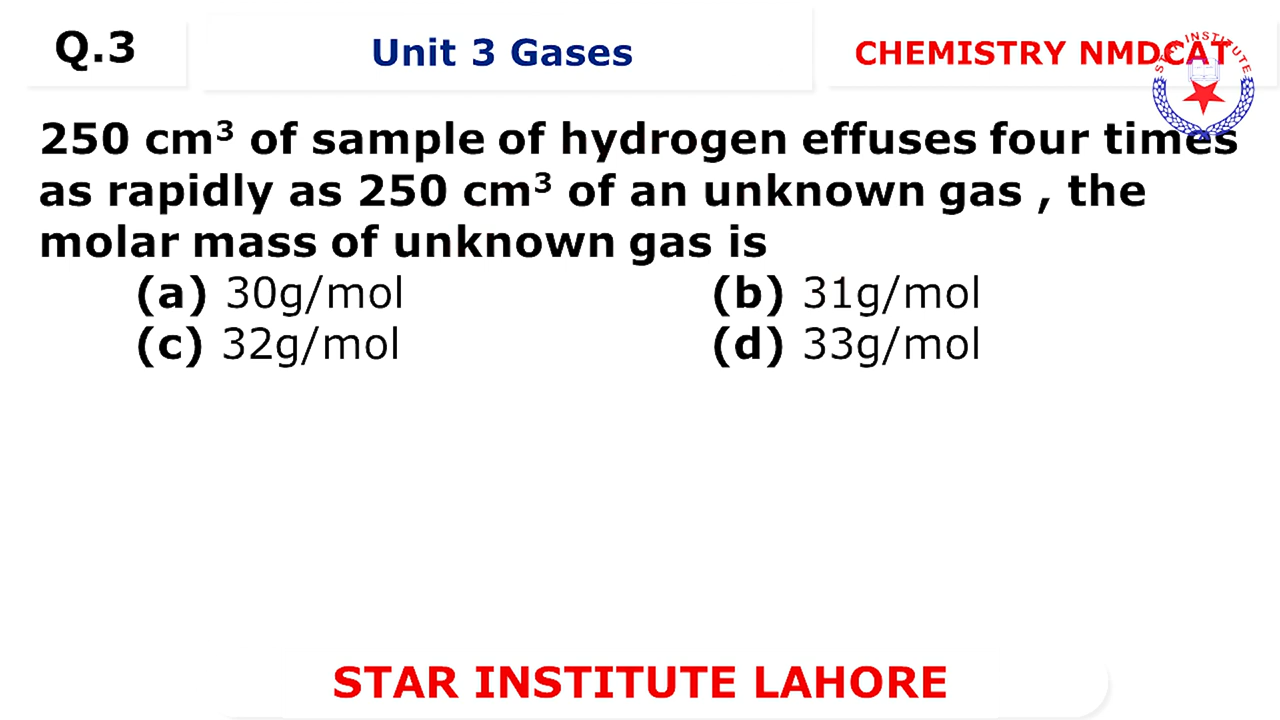 Q.3
Unit 3 Gases
CHEMISTRY NMDCAT
STAR INSTITUTE
250 cm³ of sample of hydrogen effuses four times
as rapidly as 250 cm³ of an unknown gas , the
molar mass of unknown gas is
(a) 30g/mol (b) 31g/mol
(c) 32g/mol (d) 33g/mol
STAR INSTITUTE LAHORE